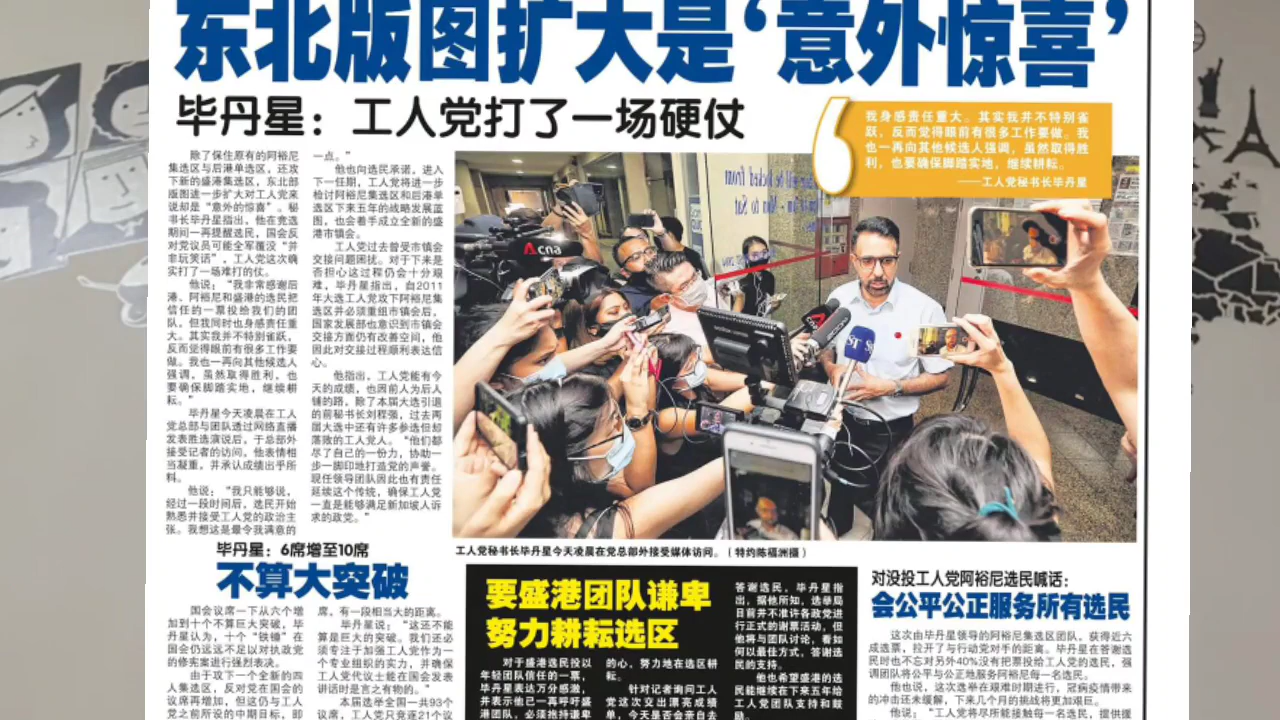 东北版图扩大是‘意外惊喜’
毕丹星：工人党打了一场硬仗
我身感责任重大。其实我并不特别雀
跃，反而觉得眼前有很多工作要做。我
也一再向其他候选人强调，虽然取得胜
利，也要确保脚踏实地，继续耕耘。
——工人党秘书长毕丹星
除了保住原有的阿裕尼
集选区与后港单选区，还攻
下新的盛港集选区，东北部
版图进一步扩大对工人党来
说却是“意外的惊喜”。秘
书长毕丹星指出，他在竞选
期间一再提醒选民，国会反
对党议员可能全军覆没“并
非玩笑话”，工人党这次确
实打了一场难打的仗。
他说：“我非常感谢后
港、阿裕尼和盛港的选民把
信任的一票投给我们的团
队，但我同时也身感责任重
大。其实我并不特别雀跃，
反而觉得眼前有很多工作要
做。我也一再向其他候选人
强调，虽然取得胜利，也
要确保脚踏实地，继续耕
耘。”
毕丹星今天凌晨在工人
党总部与团队透过网络直播
发表胜选演说后，于总部外
接受记者的访问。他表情相
当凝重，并承认成绩出乎所
料。
他说：“我只能够说，
经过一段时间后，选民开始
熟悉并接受工人党的政治主
张。我想这是最令我满意的
一点。”
他也向选民承诺，进入
下一任期，工人党将进一步
检讨阿裕尼集选区和后港单
选区下来五年的战略发展蓝
图，也会着手成立全新的盛
港市镇会。
工人党过去曾受市镇会
交接问题困扰。对于下来是
否担心这过程仍会十分艰
难，毕丹星指出，自2011
年大选工人党攻下阿裕尼集
选区并必须重组市镇会后，
国家发展部也意识到市镇会
交接方面仍有改善空间，他
因此对交接过程顺利表达信
心。
他指出，工人党能有今
天的成绩，也因前人为后人
铺的路，除了本届大选引退
的前秘书长刘程强，过去两
届大选中还有许多参选但却
落败的工人党人。“他们都
尽了自己的一份力，协助一
步一脚印地打造党的声誉。
现任领导团队因此也有责任
延续这个传统，确保工人党
一直是能够满足新加坡人诉
求的政党。”
cna
cna
ST
工人党秘书长毕丹星今天凌晨在党总部外接受媒体访问。（特约陈福洲摄）
毕丹星：6席增至10席
不算大突破
国会议席一下从六个增
加到十个不算巨大突破，毕
丹星认为，十个“铁锤”在
国会仍远远不足以对执政党
的修宪案进行强烈表决。
由于攻下一个全新的四
人集选区，反对党在国会的
议席再增加，但这仍与工人
党之前所设的中期目标，即
席，有一段相当大的距离。
毕丹星说：“这还不能
算是巨大的突破。我们还必
须专注于加强工人党作为一
个专业组织的实力，并确保
工人党代议士能在国会发表
讲话时是言之有物的。”
本届选举全国一共93个
议席，工人党只竞逐21个议
要盛港团队谦卑
努力耕耘选区
对于盛港选民投以
年轻团队信任的一票，
毕丹星表达万分感激，
并表示他已一再呼吁盛
港团队，必须抱持谦卑
的心，努力地在选区耕
耘。
针对记者询问工人
党这次交出漂亮成绩
单，今天是否会亲自去
答谢选民，毕丹星指
出，据他所知，选举局
目前并不准许各政党进
行正式的谢票活动，但
他将与团队讨论，看如
何以最佳方式，答谢选
民的支持。
他也希望盛港的选
民能继续在下来五年给
工人党团队支持和鼓
励。
对没投工人党阿裕尼选民喊话：
会公平公正服务所有选民
这次由毕丹星领导的阿裕尼集选区团队，获得近六
成选票，拉开了与行动党对手的距离。毕丹星在答谢选
民时也不忘对另外40%没有把票投给工人党的选民，强
调团队将公平与公正地服务阿裕尼每一名选民。
他也说，这次选举在艰难时期进行，冠病疫情带来
的冲击还未缓解，下来几个月的挑战将更加艰巨。
他说：“工人党将尽所能接触每一名选民，提供援